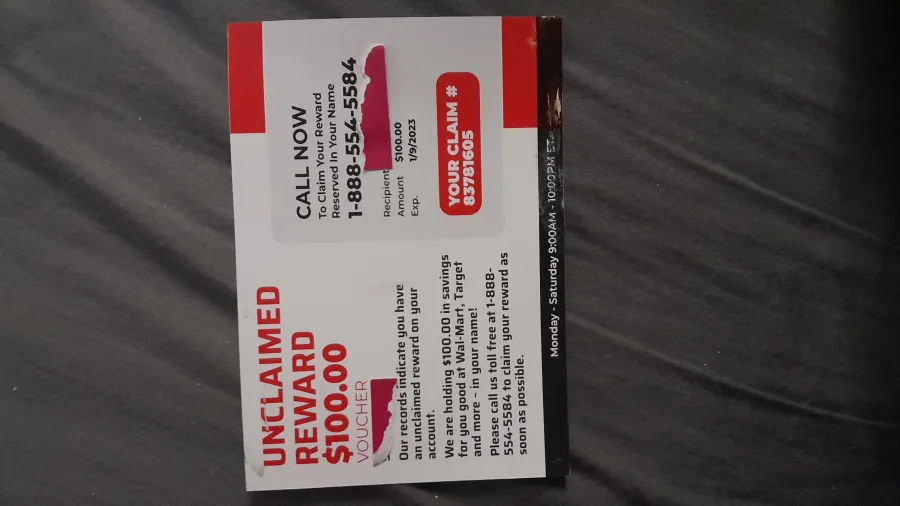 UNCLAIMED
REWARD
$100.00
VOUCHER
Our records indicate you have
an unclaimed reward on your
account.
We are holding $100.00 in savings
for you good at Wal-Mart, Target
and more - in your name!
Please call us toll free at 1-888-
554-5584 to claim your reward as
soon as possible.
CALL NOW
To Claim Your Reward
Reserved In Your Name
1-888-554-5584
Recipient
Amount $100.00
Exp. 1/9/2023
YOUR CLAIM #
83781605
Monday - Saturday 9:00AM - 10:00PM ET